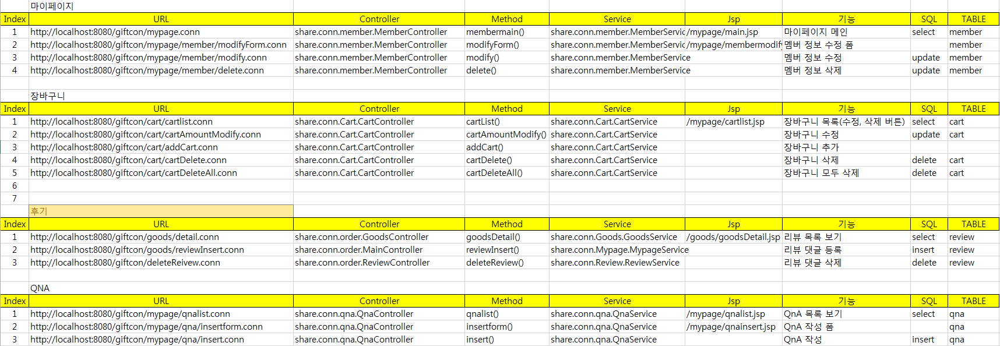 마이페이지
Index URL Controller Method Service Jsp 기능 SQL TABLE
1 http://localhost:8080/giftcon/mypage.conn share.conn.member.MemberController membermain() share.conn.member.MemberServic /mypage/main.jsp 마이페이지 메인 select member
2 http://localhost:8080/giftcon/mypage/member/modifyForm.conn share.conn.member.MemberController modifyForm() share.conn.member.MemberServic /mypage/membermodify 멤버 정보 수정 폼 member
3 http://localhost:8080/giftcon/mypage/member/modify.conn share.conn.member.MemberController modify() share.conn.member.MemberService 멤버 정보 수정 update member
4 http://localhost:8080/giftcon/mypage/member/delete.conn share.conn.member.MemberController delete() share.conn.member.MemberService 멤버 정보 삭제 update member
장바구니
Index URL Controller Method Service Jsp 기능 SQL TABLE
1 http://localhost:8080/giftcon/cart/cartlist.conn share.conn.Cart.CartController cartList() share.conn.Cart.CartService /mypage/cartlist.jsp 장바구니 목록(수정, 삭제 버튼) select cart
2 http://localhost:8080/giftcon/cart/cartAmountModify.conn share.conn.Cart.CartController cartAmountModify() share.conn.Cart.CartService 장바구니 수정 update cart
3 http://localhost:8080/giftcon/cart/addCart.conn share.conn.Cart.CartController addCart() share.conn.Cart.CartService 장바구니 추가
4 http://localhost:8080/giftcon/cart/cartDelete.conn share.conn.Cart.CartController cartDelete() share.conn.Cart.CartService 장바구니 삭제 delete cart
5 http://localhost:8080/giftcon/cart/cartDeleteAll.conn share.conn.Cart.CartController cartDeleteAll() share.conn.Cart.CartService 장바구니 모두 삭제 delete cart
6
7
후기
Index URL Controller Method Service Jsp 기능 SQL TABLE
1 http://localhost:8080/giftcon/goods/detail.conn share.conn.order.GoodsController goodsDetail() share.conn.Goods.GoodsService /goods/goodsDetail.jsp 리뷰 목록 보기 select review
2 http://localhost:8080/giftcon/goods/reviewInsert.conn share.conn.order.MainController reviewInsert() share.conn.Mypage.MypageService 리뷰 댓글 등록 insert review
3 http://localhost:8080/giftcon/deleteReivew.conn share.conn.order.ReviewController deleteReview() share.conn.Review.ReviewService 리뷰 댓글 삭제 delete review
QNA
Index URL Controller Method Service Jsp 기능 SQL TABLE
1 http://localhost:8080/giftcon/mypage/qnalist.conn share.conn.qna.QnaController qnalist() share.conn.qna.QnaService /mypage/qnalist.jsp QnA 목록 보기 select qna
2 http://localhost:8080/giftcon/mypage/qna/insertform.conn share.conn.qna.QnaController insertform() share.conn.qna.QnaService /mypage/qnainsert.jsp QnA 작성 폼 qna
3 http://localhost:8080/giftcon/mypage/qna/insert.conn share.conn.qna.QnaController insert() share.conn.qna.QnaService QnA 작성 insert qna